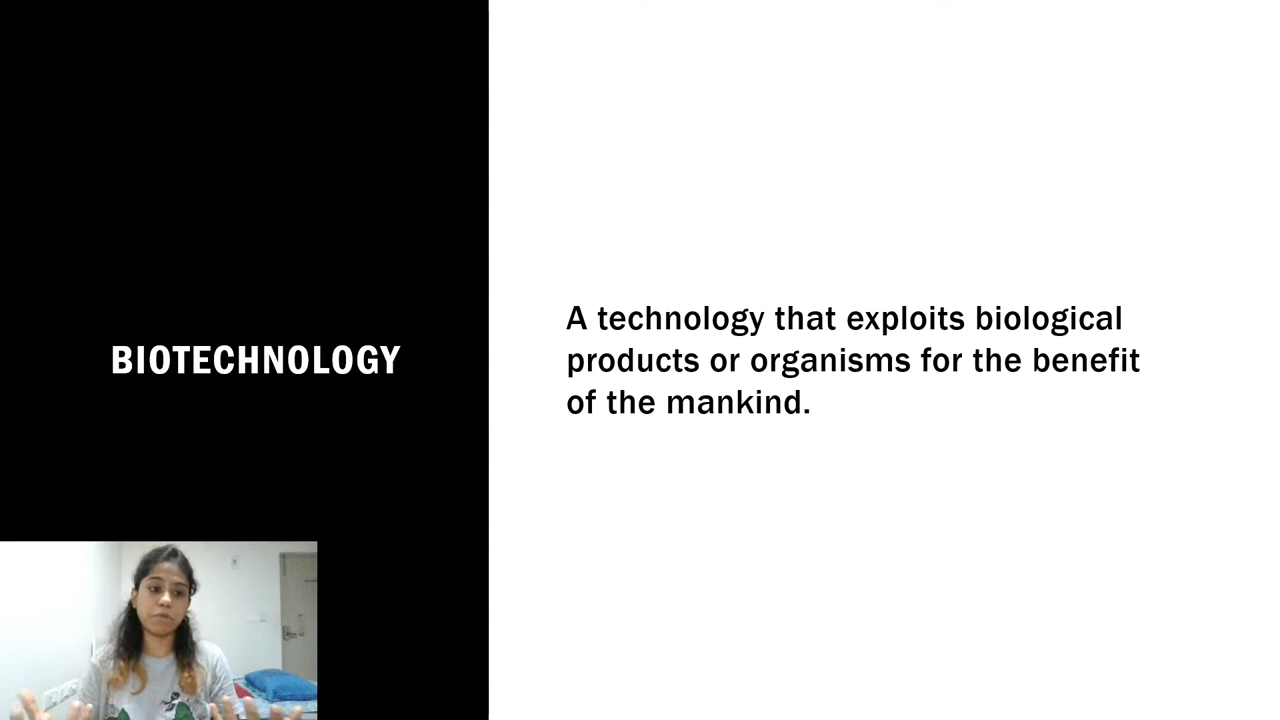 BIOTECHNOLOGY
A technology that exploits biological
products or organisms for the benefit
of the mankind.